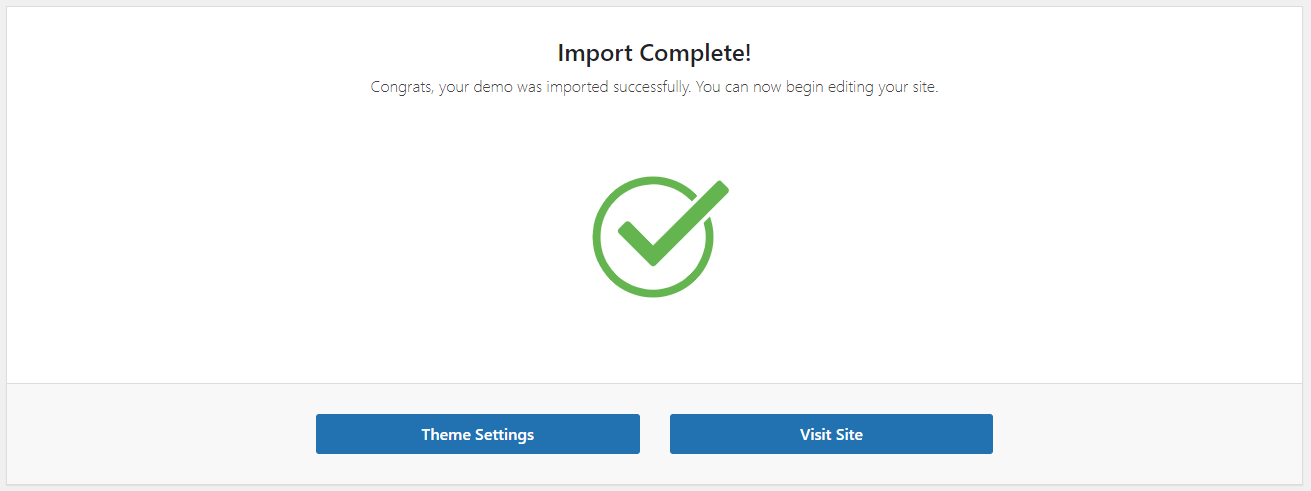 Import Complete!
Congrats, your demo was imported successfully. You can now begin editing your site.
Theme Settings
Visit Site